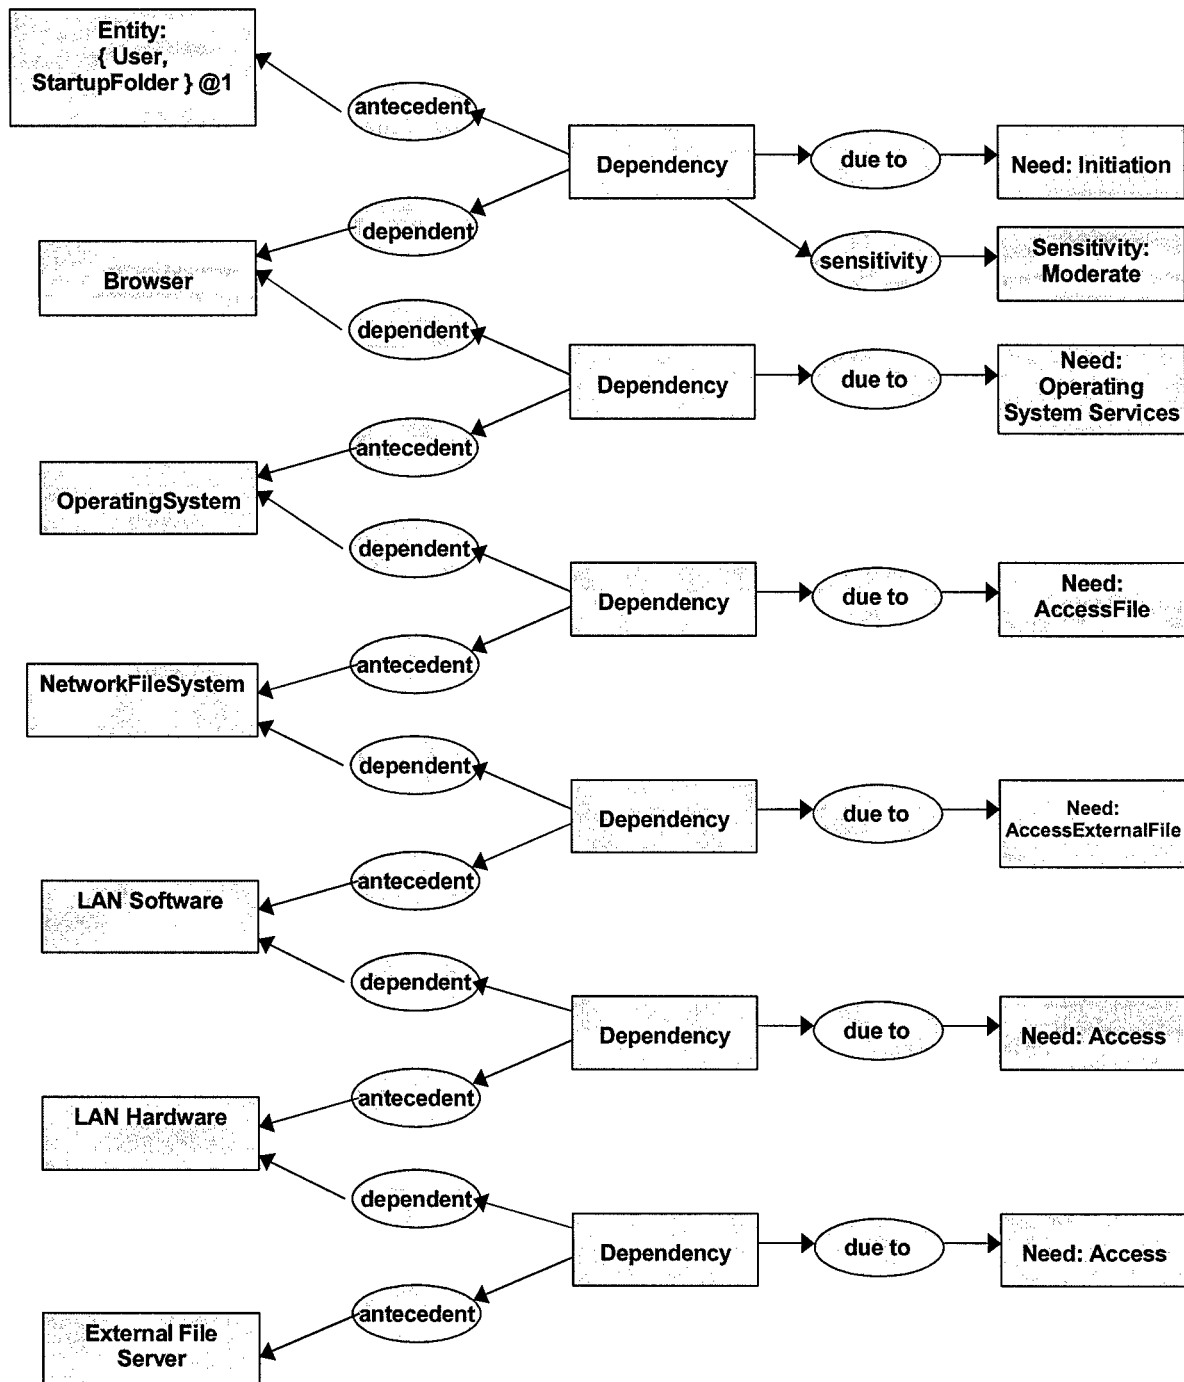 Entity:
{ User,
StartupFolder } @1
antecedent
Dependency
due to
Need: Initiation
dependent
sensitivity
Sensitivity:
Moderate
Browser
dependent
Dependency
due to
Need:
Operating
System Services
antecedent
OperatingSystem
dependent
Dependency
due to
Need:
AccessFile
antecedent
NetworkFileSystem
dependent
Dependency
due to
Need:
AccessExternalFile
antecedent
LAN Software
dependent
Dependency
due to
Need: Access
antecedent
LAN Hardware
dependent
Dependency
due to
Need: Access
antecedent
External File
Server